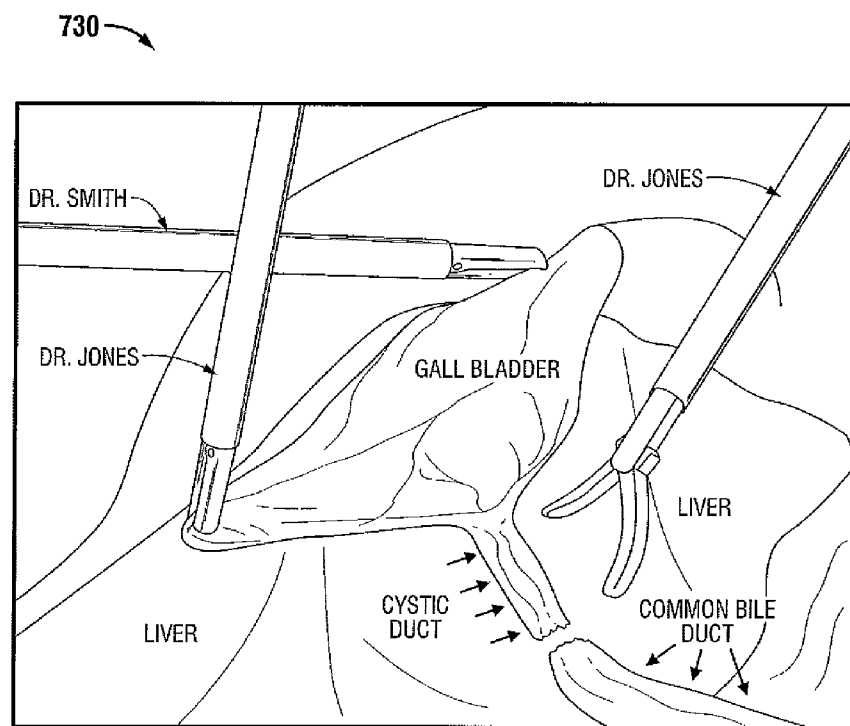 730
DR. SMITH
DR. JONES
DR. JONES
GALL BLADDER
LIVER
CYSTIC
DUCT
COMMON BILE
DUCT
LIVER